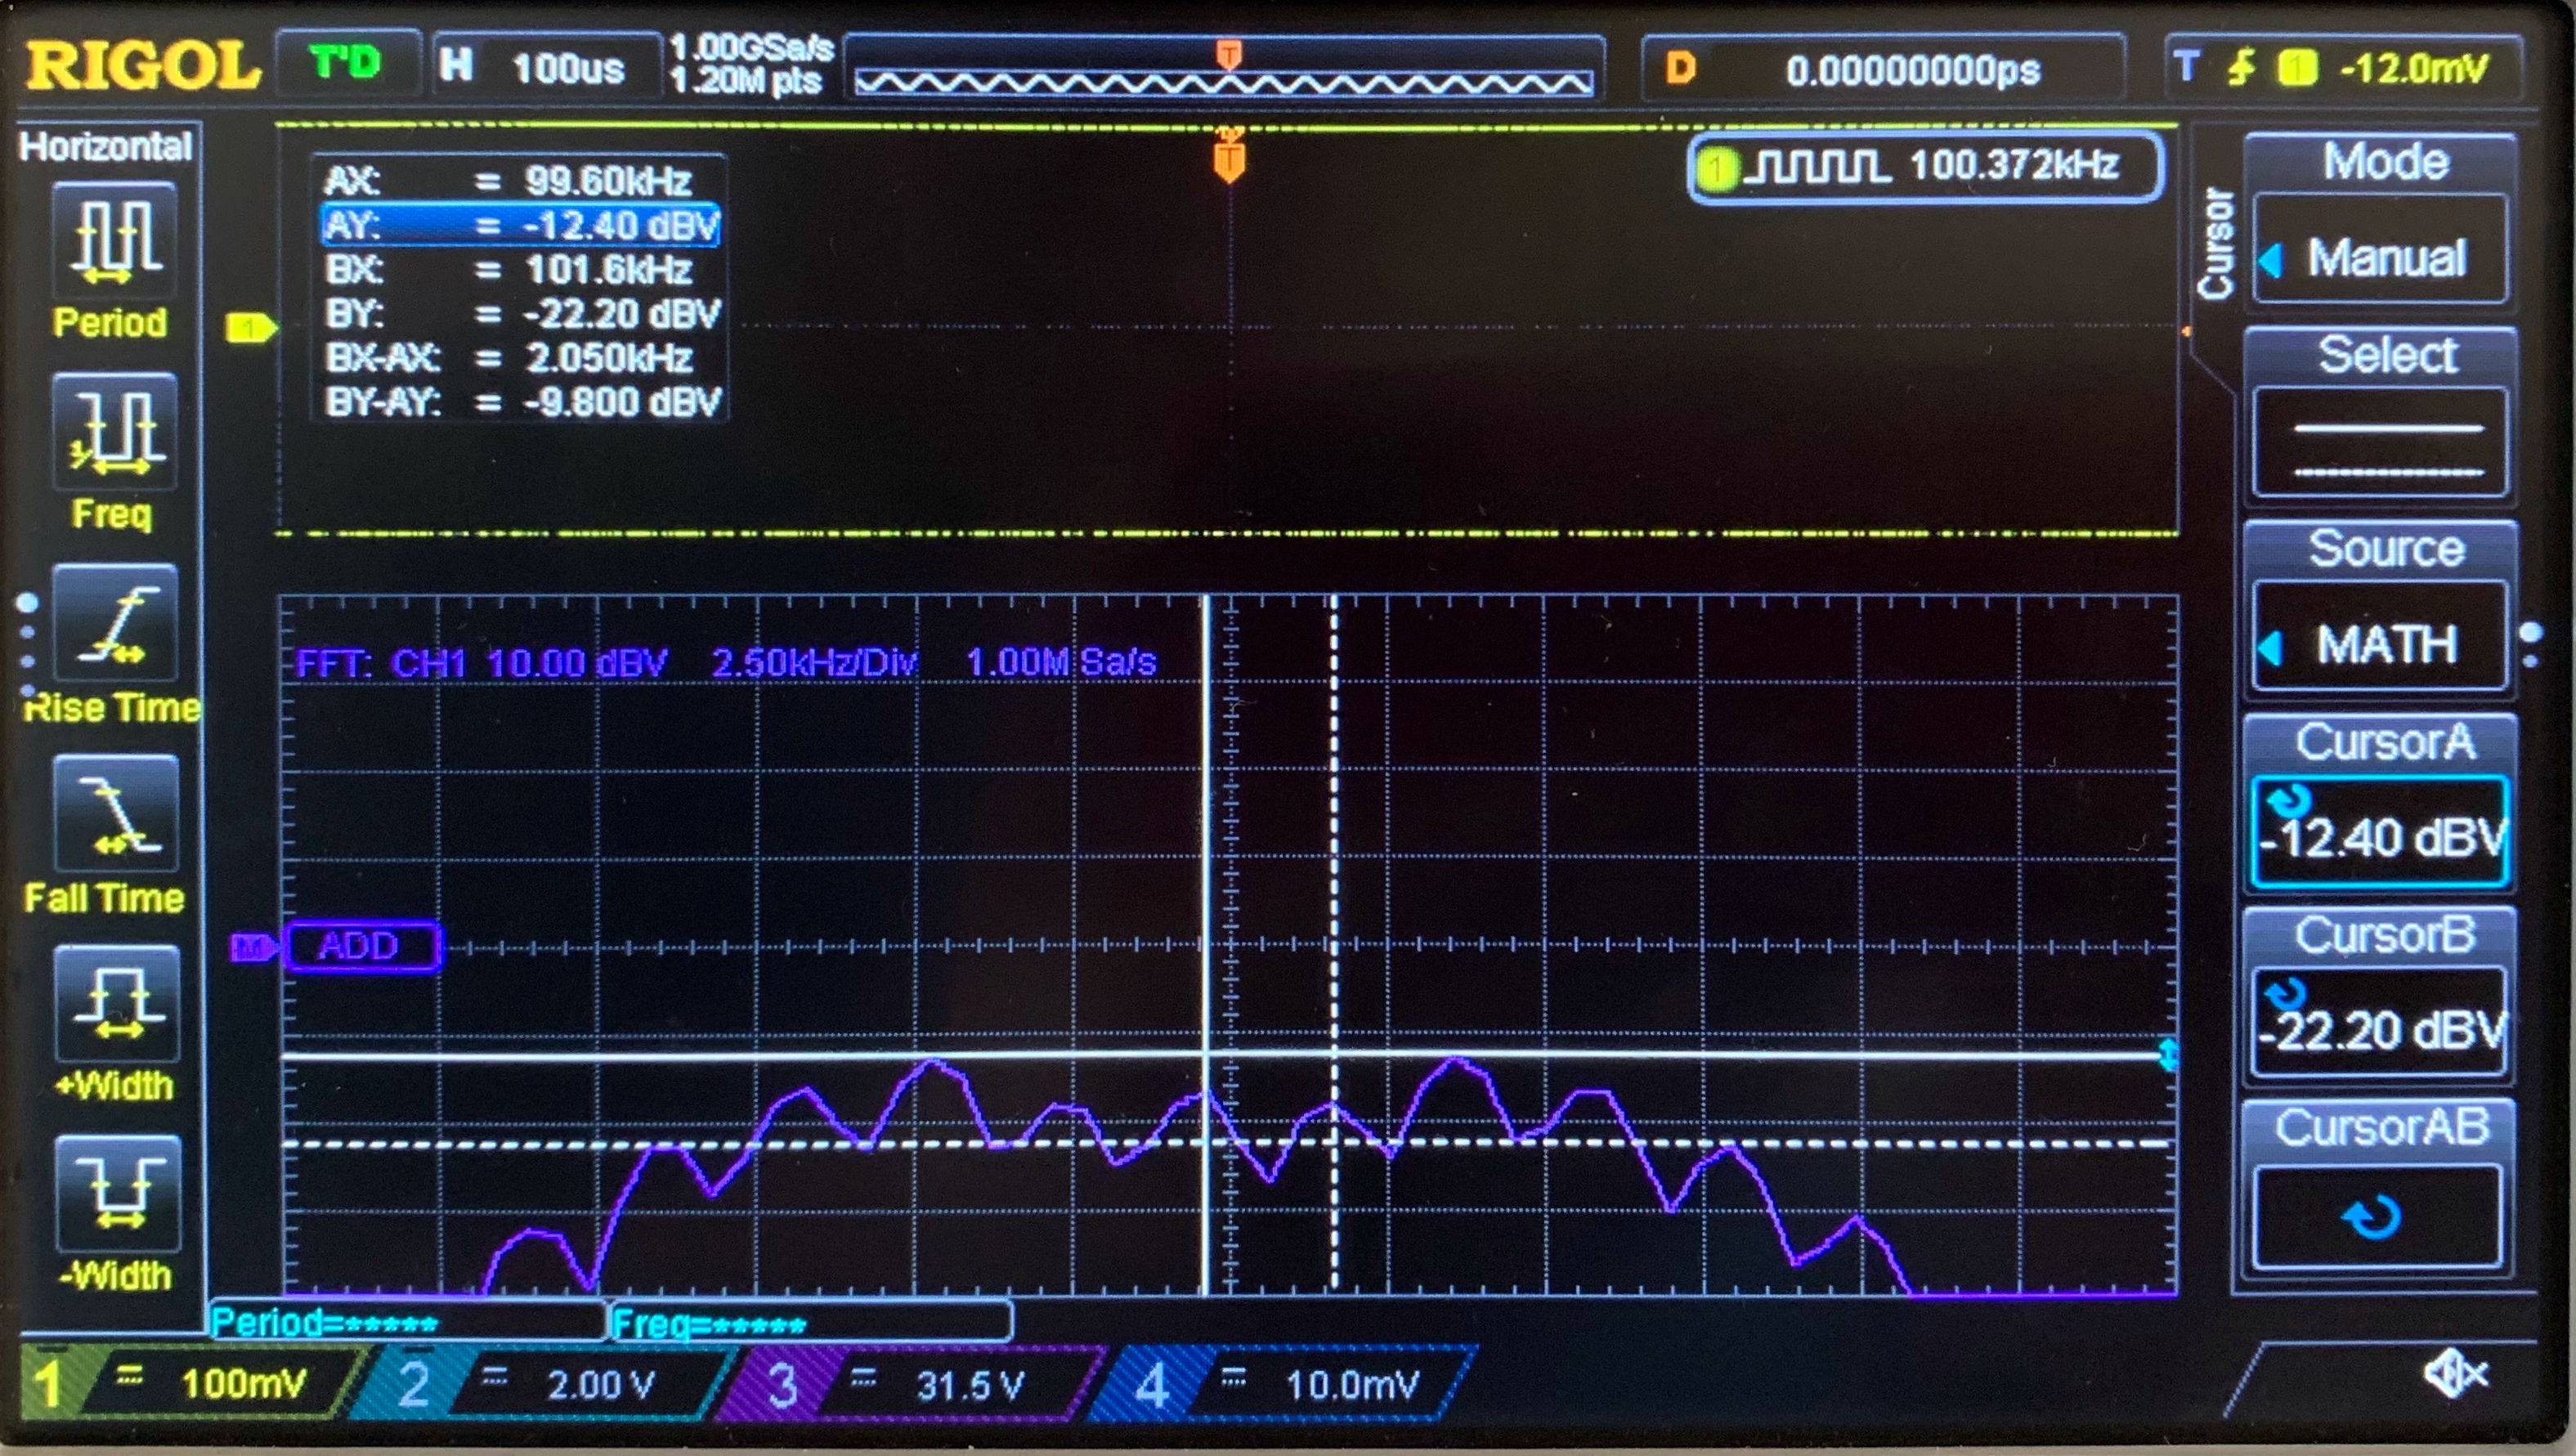 RIGOL T'D H 100us 1.00GSa/s 1.20M pts T D 0.00000000ps T 1 -12.0mV
Horizontal
Period
Freq
Rise Time
Fall Time
+Width
-Width
AX: = 99.60kHz
AY: = -12.40 dBV
BX: = 101.6kHz
BY: = -22.20 dBV
BX-AX: = 2.050kHz
BY-AY: = -9.800 dBV
T
1 100.372kHz
1
FFT: CH1 10.00 dBV 2.50kHz/Div 1.00M Sa/s
M ADD
Cursor
Mode
Manual
Select
Source
MATH
CursorA
-12.40 dBV
CursorB
-22.20 dBV
CursorAB
Period=***** Freq=*****
1 100mV 2 2.00 V 3 31.5 V 4 10.0mV